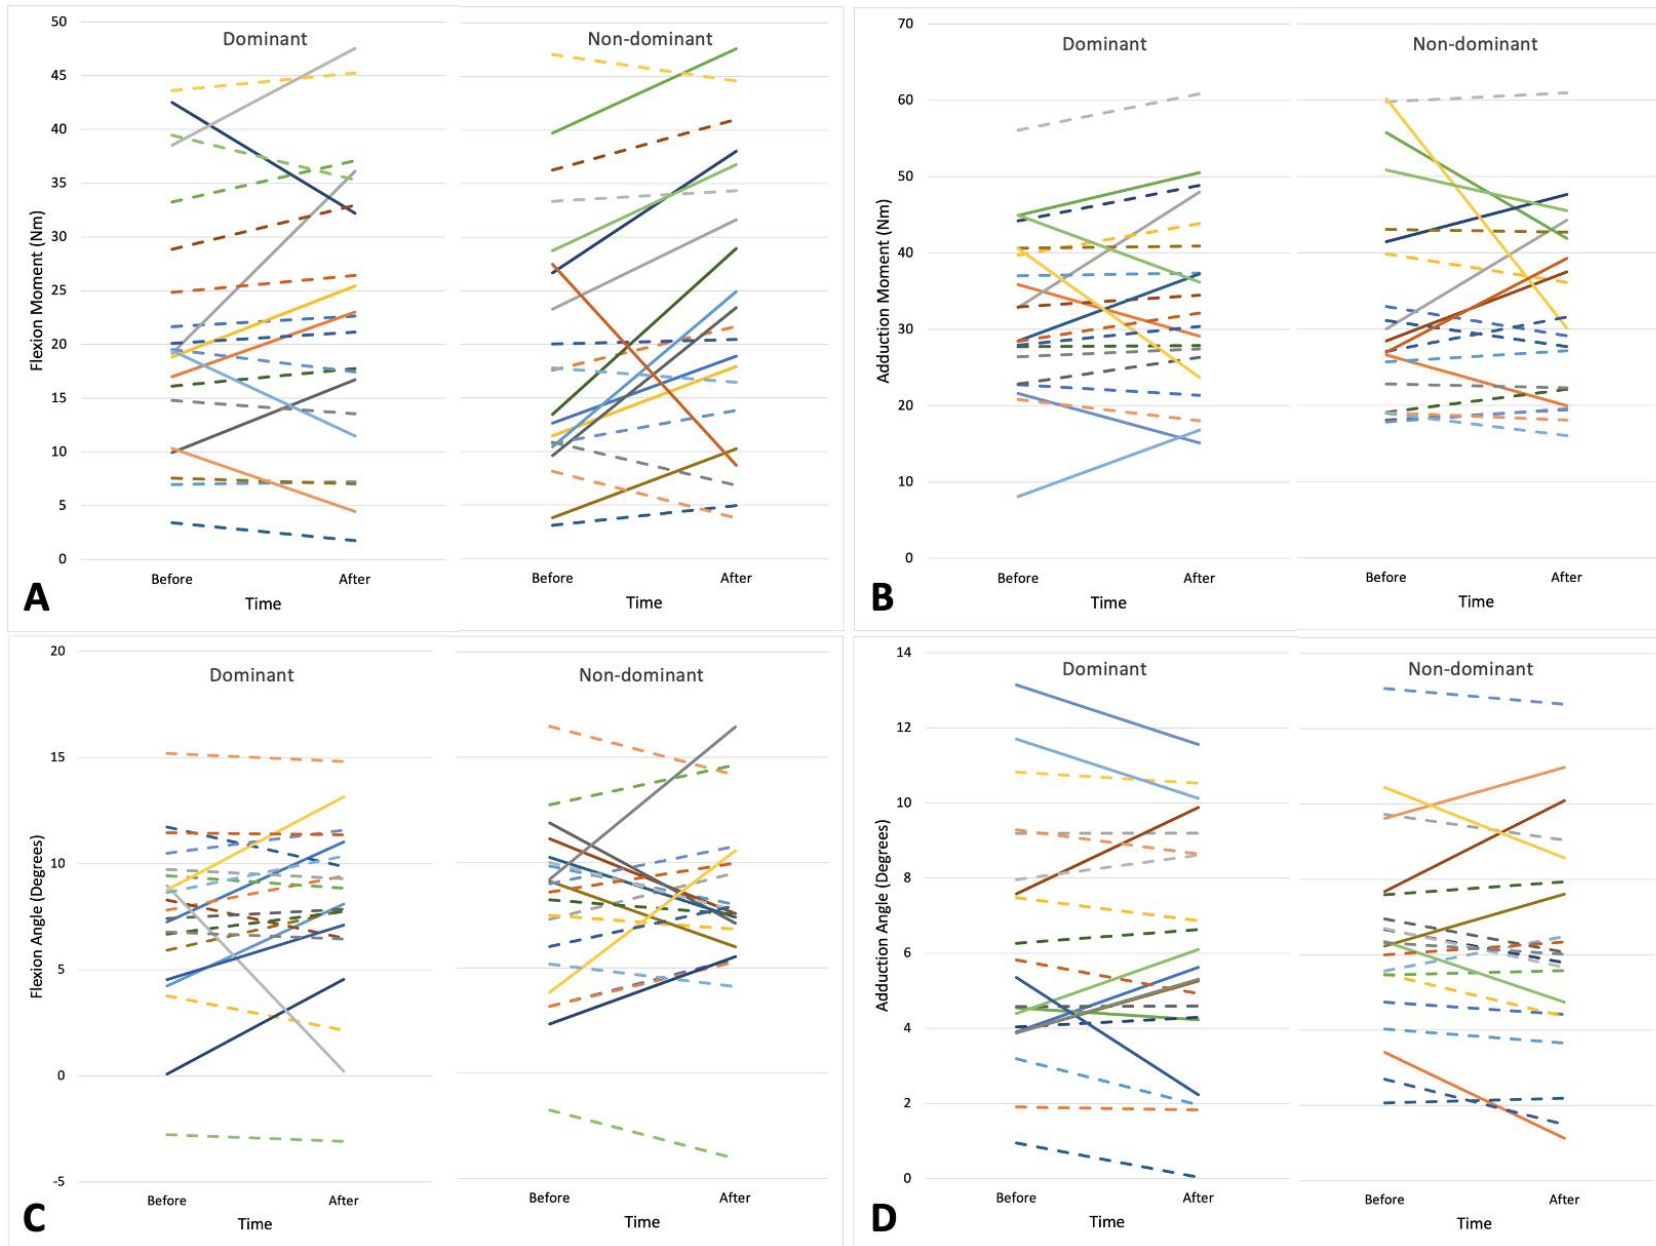 Dominant
Non-dominant
50
45
40
35
30
25
20
15
10
5
0
Flexion Moment (Nm)
Before
After
Before
After
Time
Time
A
Dominant
Non-dominant
70
60
50
40
30
20
10
0
Adduction Moment (Nm)
Before
After
Before
After
Time
Time
B
Dominant
Non-dominant
20
15
10
5
0
-5
Flexion Angle (Degrees)
Before
After
Before
After
Time
Time
C
Dominant
Non-dominant
14
12
10
8
6
4
2
0
Adduction Angle (Degrees)
Before
After
Before
After
Time
Time
D